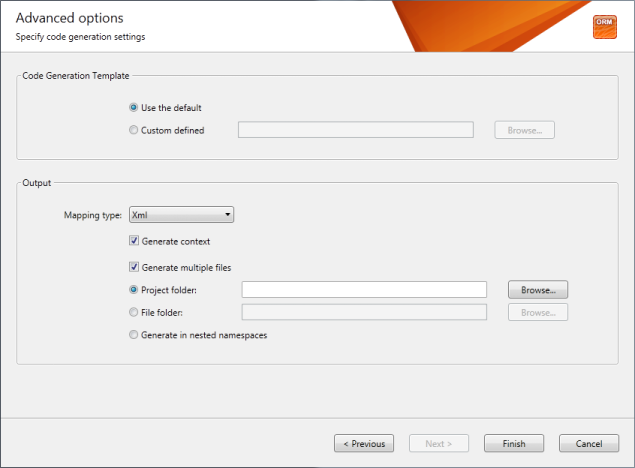 Advanced options
Specify code generation settings
ORM
Code Generation Template
Use the default
Custom defined
Browse...
Output
Mapping type: Xml
Generate context
Generate multiple files
Project folder: Browse...
File folder: Browse...
Generate in nested namespaces
< Previous Next > Finish Cancel